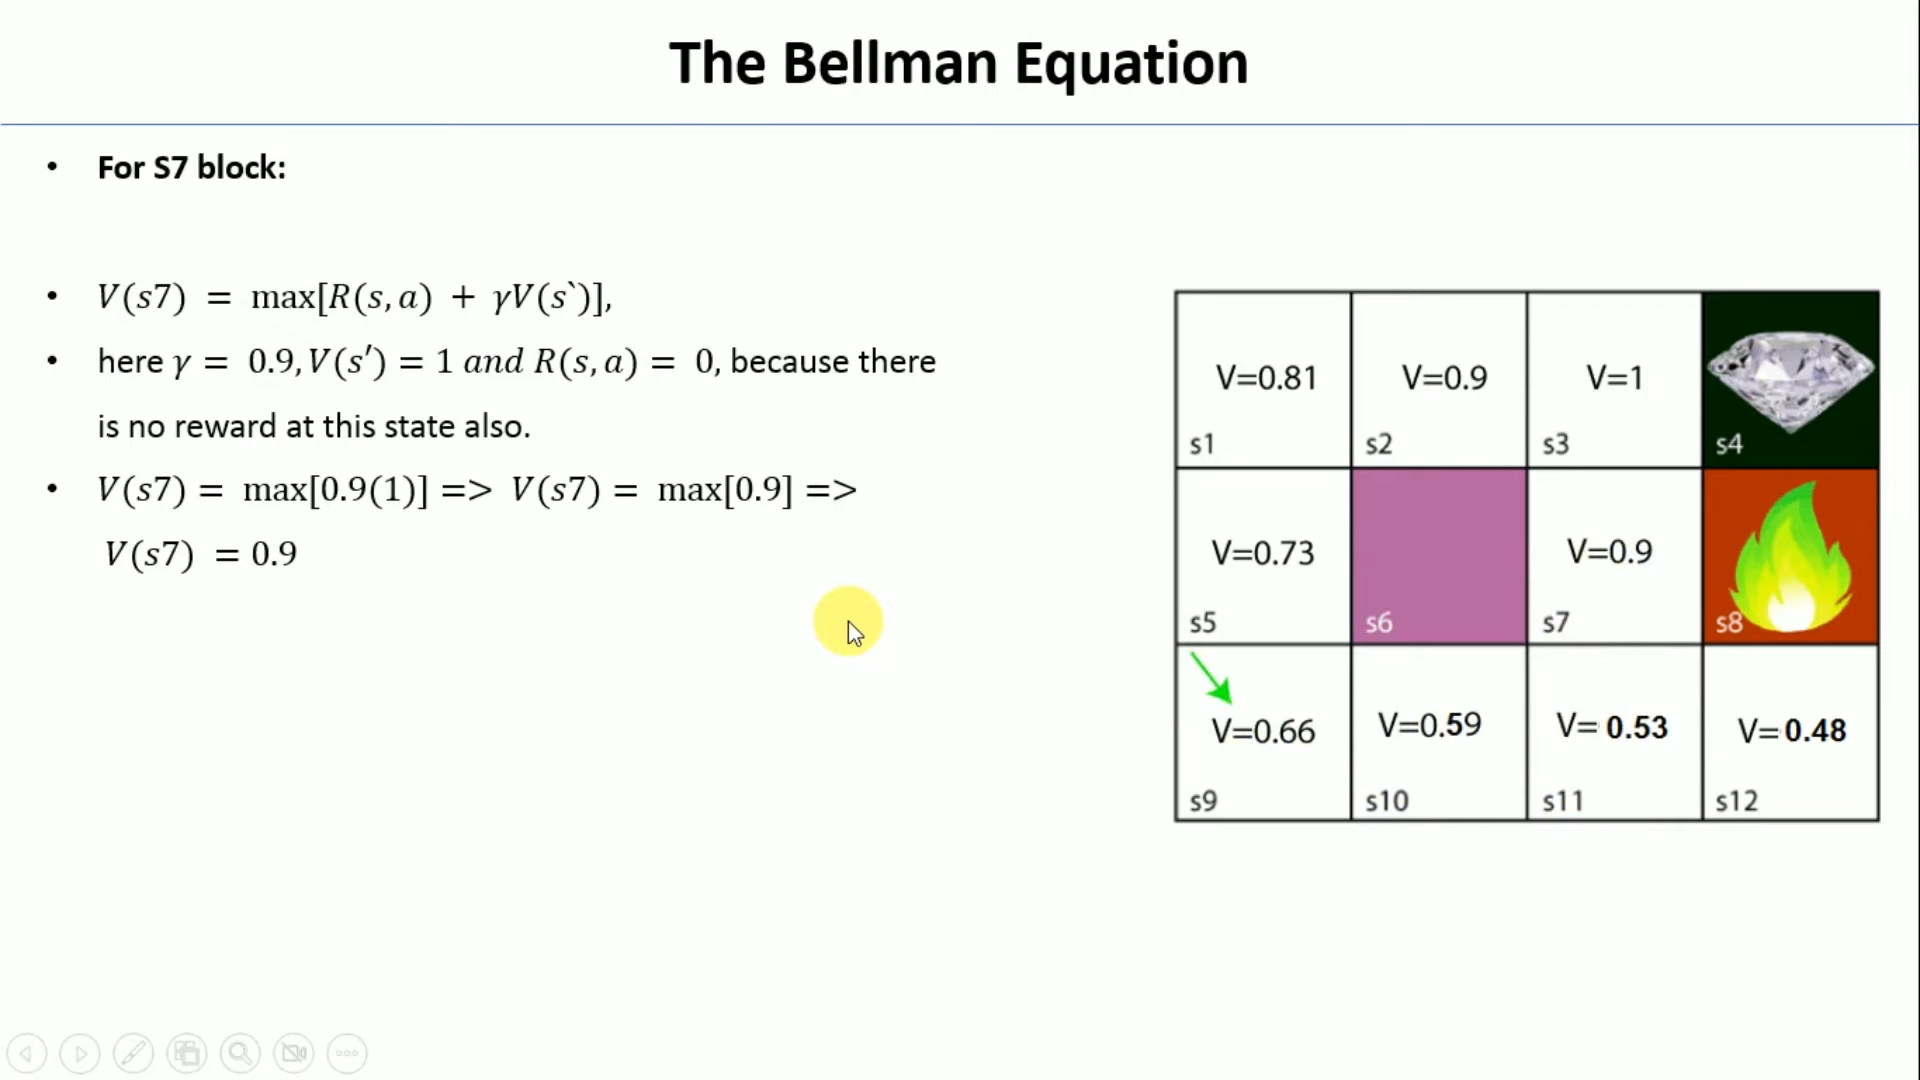 The Bellman Equation
• For S7 block:
• V(s7) = max[R(s, a) + γV(s`)],
• here γ = 0.9, V(s′) = 1 and R(s, a) = 0, because there
is no reward at this state also.
• V(s7) = max[0.9(1)] => V(s7) = max[0.9] =>
V(s7) = 0.9
V=0.81
V=0.9
V=1
s1
s2
s3
s4
V=0.73
V=0.9
s5
s6
s7
s8
V=0.66
V=0.59
V= 0.53
V= 0.48
s9
s10
s11
s12